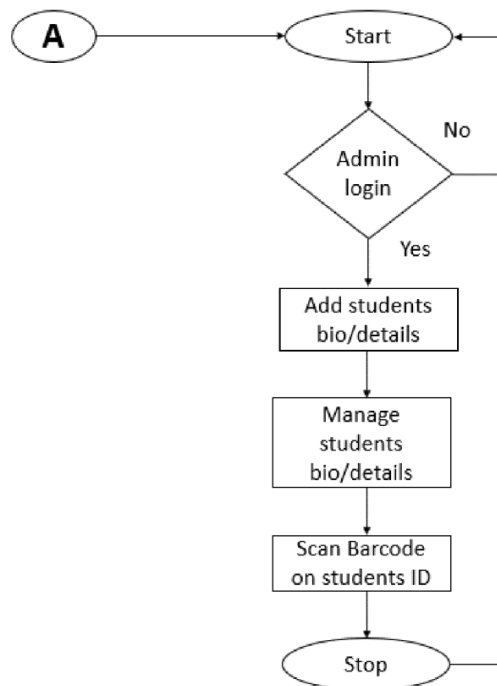 A
Start
No
Admin
login
Yes
Add students
bio/details
Manage
students
bio/details
Scan Barcode
on students ID
Stop